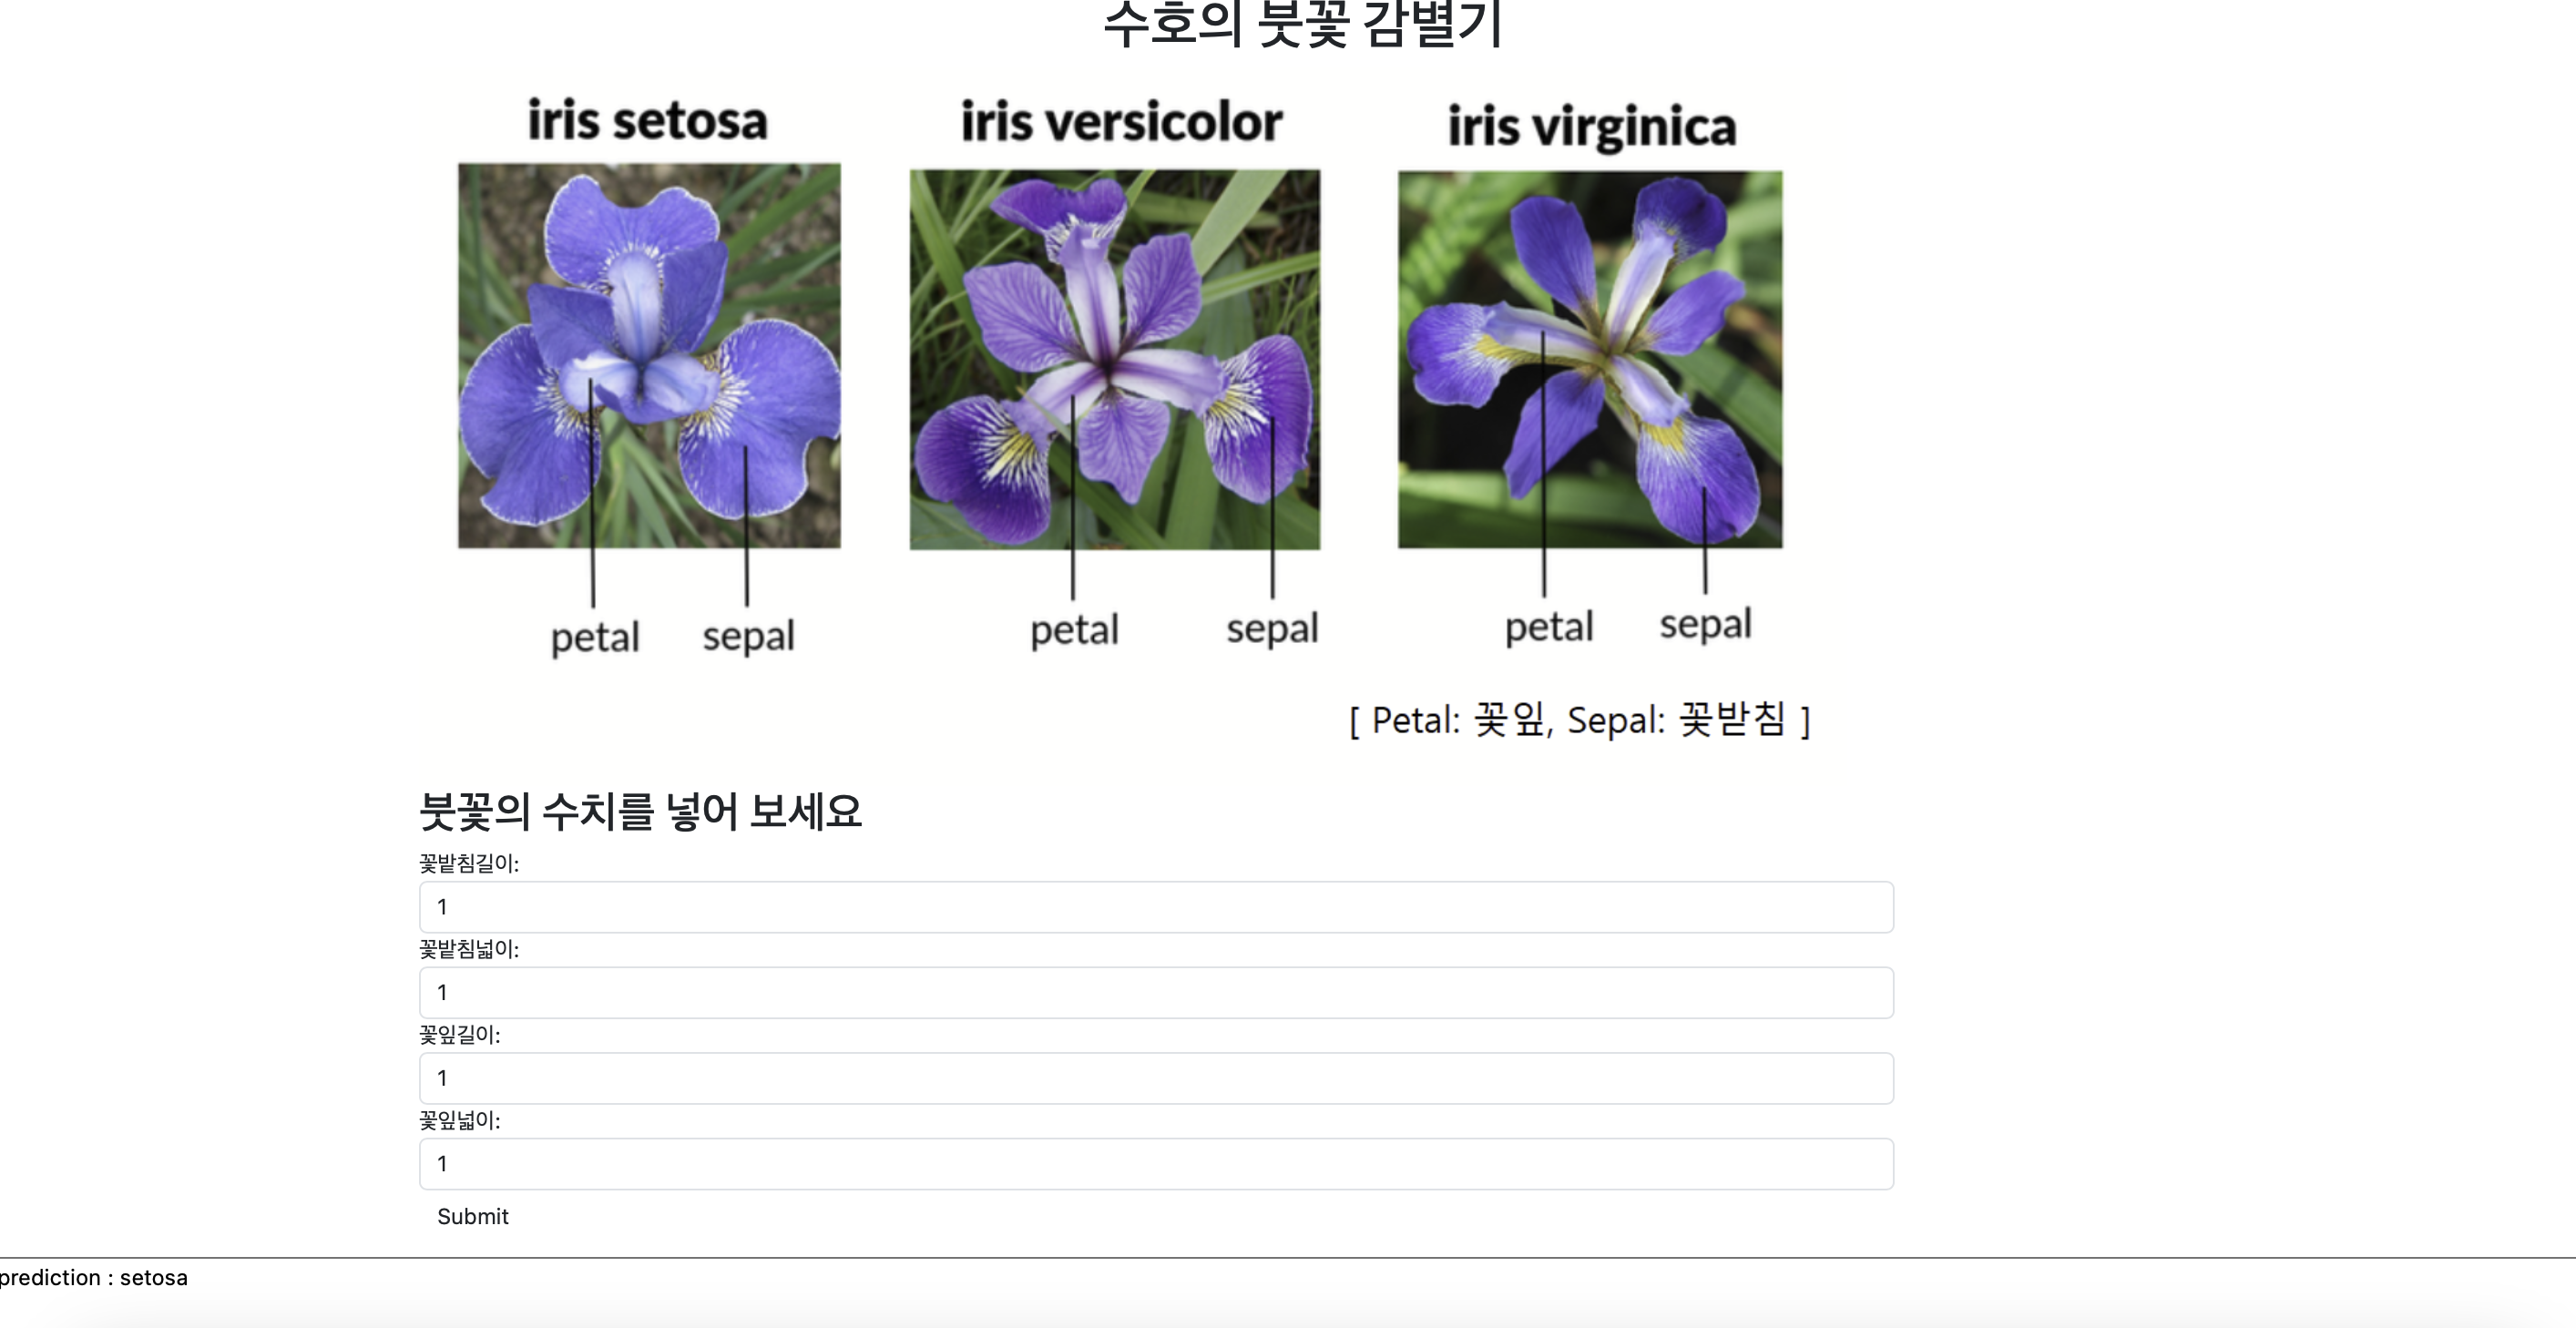 수호의 붓꽃 감별기
iris setosa
iris versicolor
iris virginica
petal
sepal
petal
sepal
petal
sepal
[ Petal: 꽃잎, Sepal: 꽃받침 ]
붓꽃의 수치를 넣어 보세요
꽃밭침길이:
1
꽃밭침넓이:
1
꽃잎길이:
1
꽃잎넓이:
1
Submit
prediction : setosa